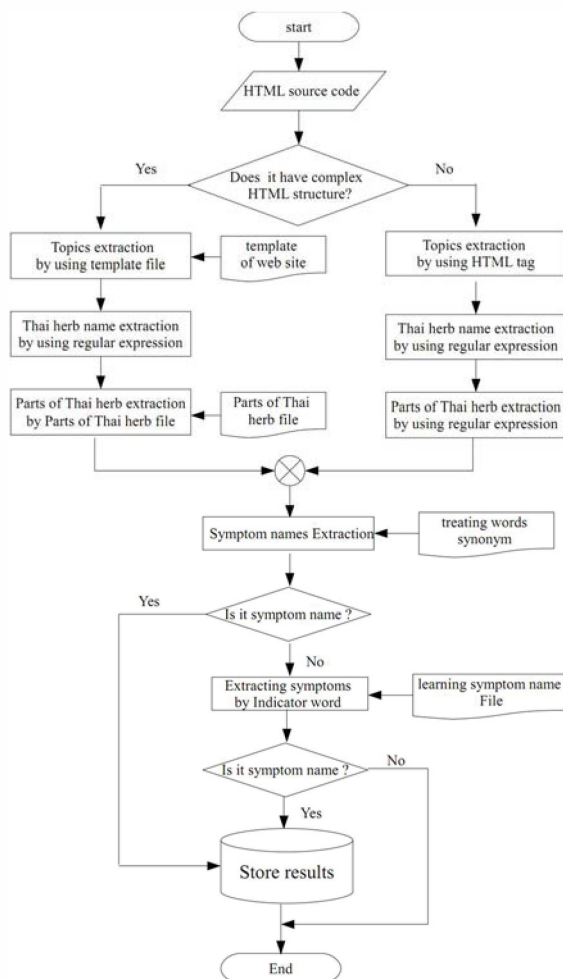 start
HTML source code
Does it have complex
HTML structure?
Yes
No
Topics extraction
by using template file
template
of web site
Topics extraction
by using HTML tag
Thai herb name extraction
by using regular expression
Thai herb name extraction
by using regular expression
Parts of Thai herb extraction
by Parts of Thai herb file
Parts of Thai
herb file
Parts of Thai herb extraction
by using regular expression
Symptom names Extraction
treating words
synonym
Is it symptom name ?
Yes
No
Extracting symptoms
by Indicator word
learning symptom name
File
Is it symptom name ?
No
Yes
Store results
End